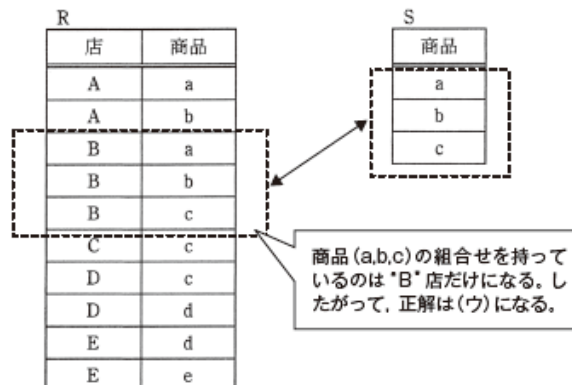 R
店 商品
A a
A b
B a
B b
B c
C c
D c
D d
E d
E e
S
商品
a
b
c
商品(a,b,c)の組合せを持って
いるのは"B"店だけになる。し
たがって,正解は(ウ)になる。